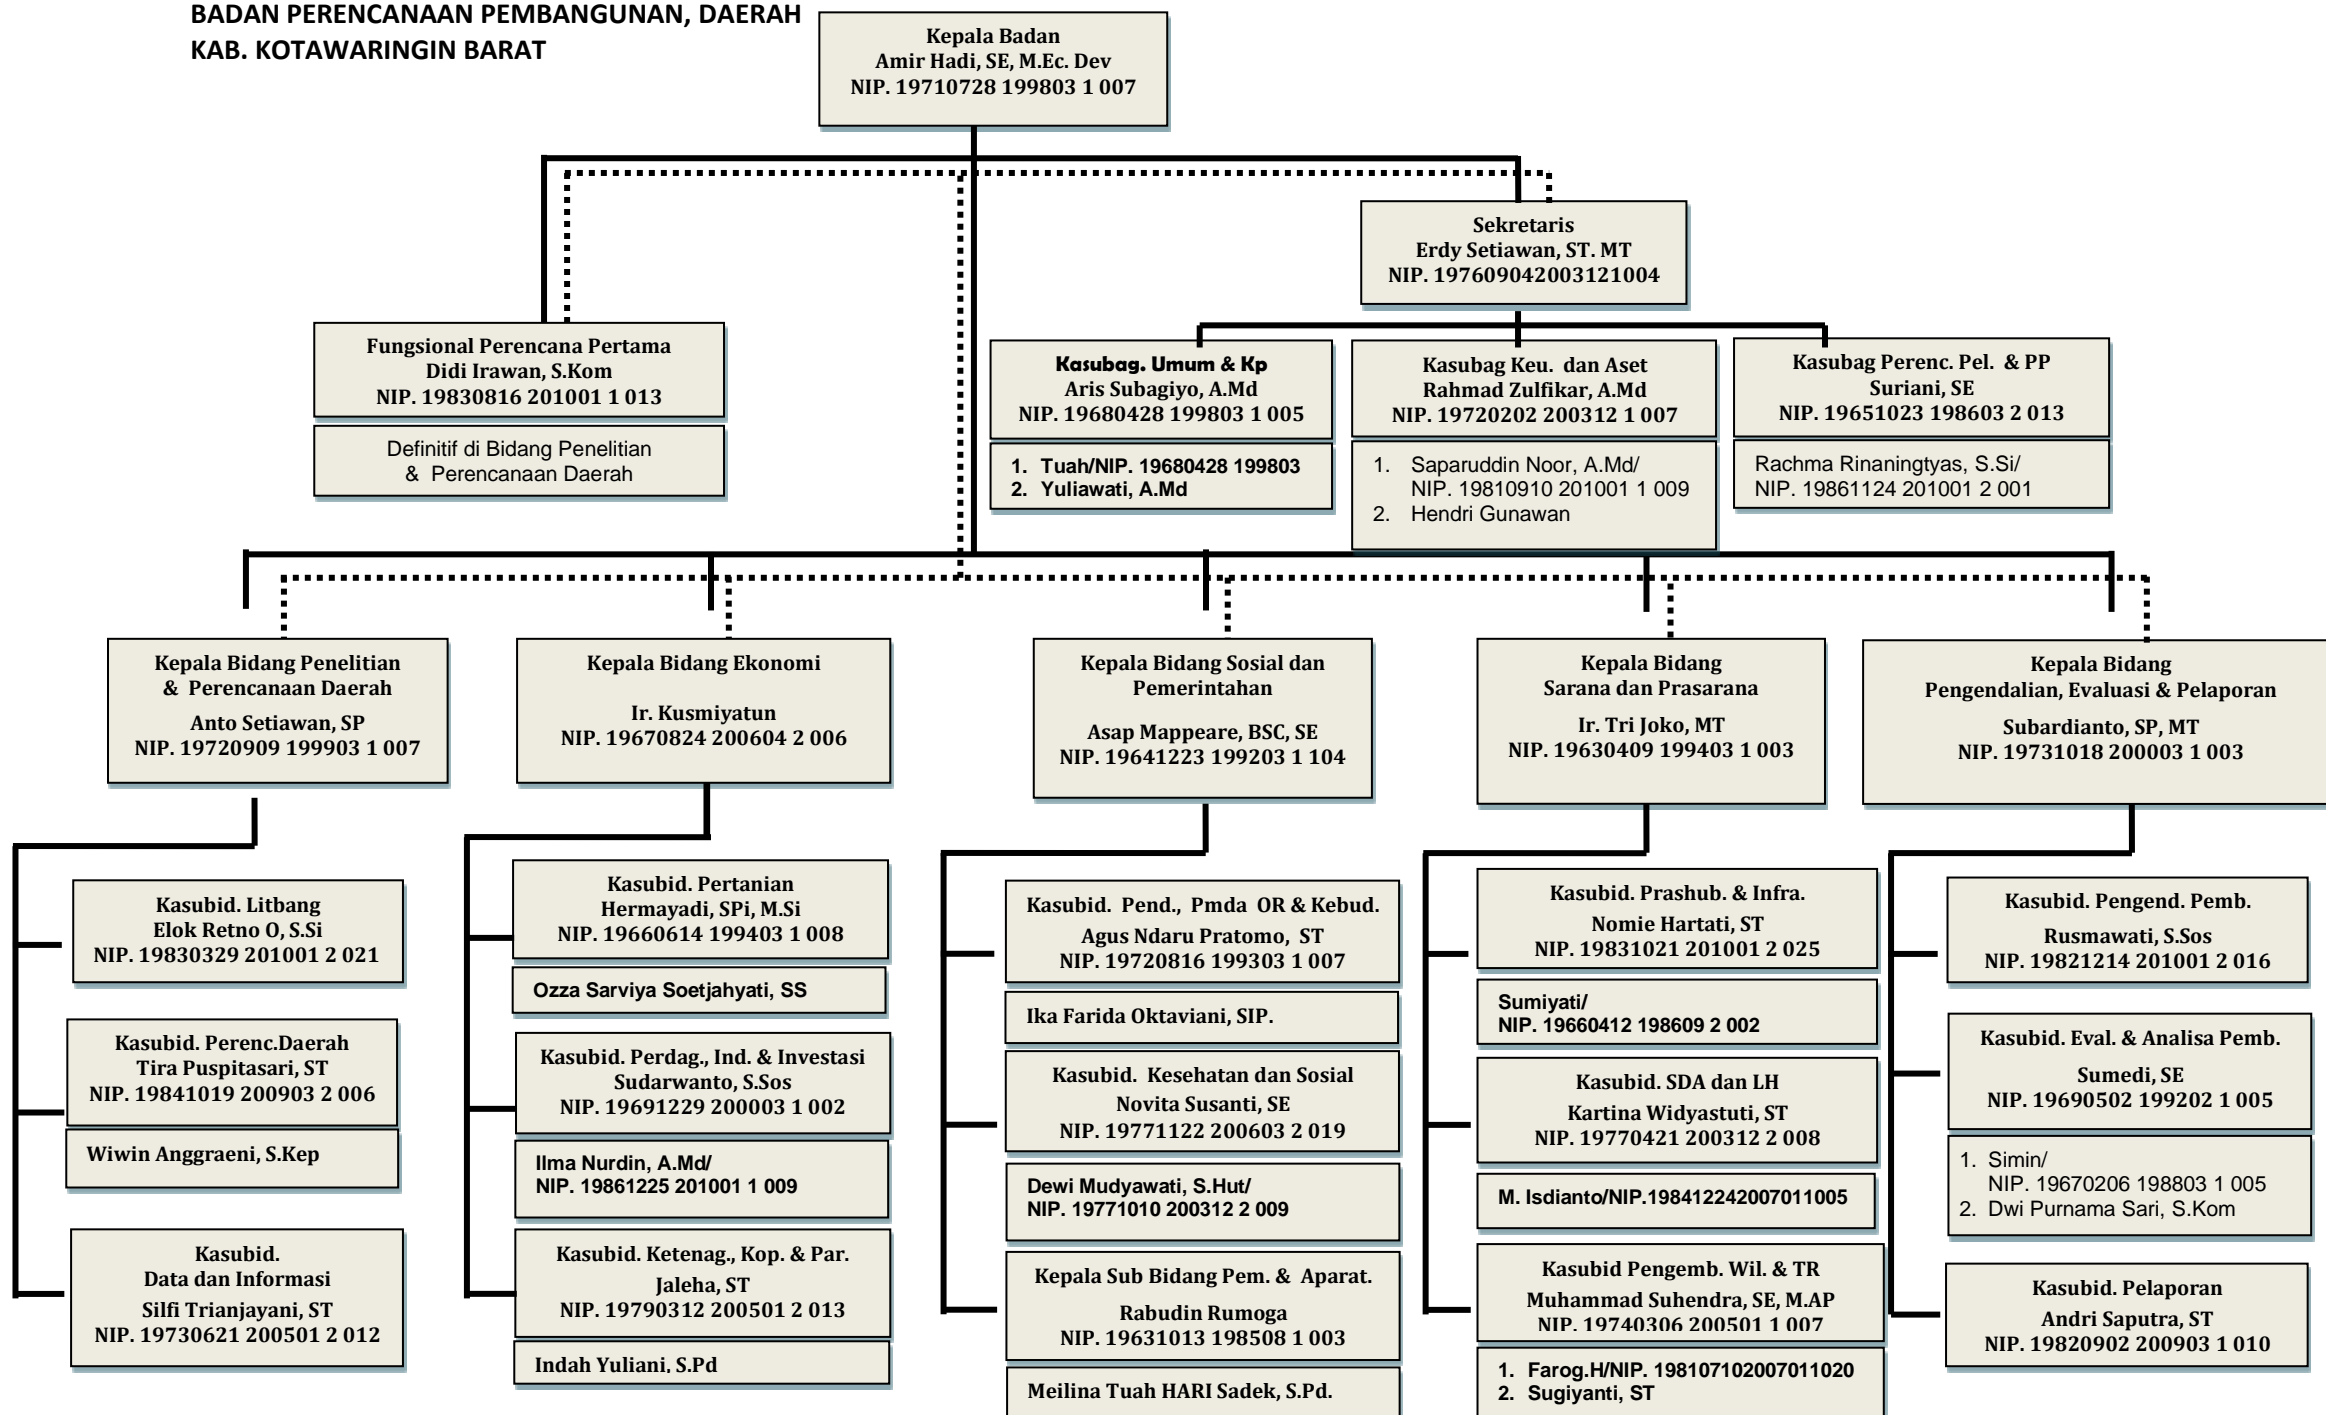 BADAN PERENCANAAN PEMBANGUNAN, DAERAH
KAB. KOTAWARINGIN BARAT
Kepala Badan
Amir Hadi, SE, M.Ec. Dev
NIP. 19710728 199803 1 007
Sekretaris
Erdy Setiawan, ST. MT
NIP. 197609042003121004
Fungsional Perencana Pertama
Didi Irawan, S.Kom
NIP. 19830816 201001 1 013
Definitif di Bidang Penelitian
& Perencanaan Daerah
Kasubag. Umum & Kp
Aris Subagiyo, A.Md
NIP. 19680428 199803 1 005
1. Tuah/NIP. 19680428 199803
2. Yuliawati, A.Md
Kasubag Keu. dan Aset
Rahmad Zulfikar, A.Md
NIP. 19720202 200312 1 007
1. Saparuddin Noor, A.Md/
NIP. 19810910 201001 1 009
2. Hendri Gunawan
Kasubag Perenc. Pel. & PP
Suriani, SE
NIP. 19651023 198603 2 013
Rachma Rinaningtyas, S.Si/
NIP. 19861124 201001 2 001
Kepala Bidang Penelitian
& Perencanaan Daerah
Anto Setiawan, SP
NIP. 19720909 199903 1 007
Kepala Bidang Ekonomi
Ir. Kusmiyatun
NIP. 19670824 200604 2 006
Kepala Bidang Sosial dan
Pemerintahan
Asap Mappeare, BSC, SE
NIP. 19641223 199203 1 104
Kepala Bidang
Sarana dan Prasarana
Ir. Tri Joko, MT
NIP. 19630409 199403 1 003
Kepala Bidang
Pengendalian, Evaluasi & Pelaporan
Subardianto, SP, MT
NIP. 19731018 200003 1 003
Kasubid. Litbang
Elok Retno O, S.Si
NIP. 19830329 201001 2 021
Kasubid. Perenc.Daerah
Tira Puspitasari, ST
NIP. 19841019 200903 2 006
Wiwin Anggraeni, S.Kep
Kasubid.
Data dan Informasi
Silfi Trianjayani, ST
NIP. 19730621 200501 2 012
Kasubid. Pertanian
Hermayadi, SPi, M.Si
NIP. 19660614 199403 1 008
Ozza Sarviya Soetjahyati, SS
Kasubid. Perdag., Ind. & Investasi
Sudarwanto, S.Sos
NIP. 19691229 200003 1 002
Ilma Nurdin, A.Md/
NIP. 19861225 201001 1 009
Kasubid. Ketenag., Kop. & Par.
Jaleha, ST
NIP. 19790312 200501 2 013
Indah Yuliani, S.Pd
Kasubid. Pend., Pmda OR & Kebud.
Agus Ndaru Pratomo, ST
NIP. 19720816 199303 1 007
Ika Farida Oktaviani, SIP.
Kasubid. Kesehatan dan Sosial
Novita Susanti, SE
NIP. 19771122 200603 2 019
Dewi Mudyawati, S.Hut/
NIP. 19771010 200312 2 009
Kepala Sub Bidang Pem. & Aparat.
Rabudin Rumoga
NIP. 19631013 198508 1 003
Meilina Tuah HARI Sadek, S.Pd.
Kasubid. Prashub. & Infra.
Nomie Hartati, ST
NIP. 19831021 201001 2 025
Sumiyati/
NIP. 19660412 198609 2 002
Kasubid. SDA dan LH
Kartina Widyastuti, ST
NIP. 19770421 200312 2 008
M. Isdianto/NIP.198412242007011005
Kasubid Pengemb. Wil. & TR
Muhammad Suhendra, SE, M.AP
NIP. 19740306 200501 1 007
1. Farog.H/NIP. 198107102007011020
2. Sugiyanti, ST
Kasubid. Pengend. Pemb.
Rusmawati, S.Sos
NIP. 19821214 201001 2 016
Kasubid. Eval. & Analisa Pemb.
Sumedi, SE
NIP. 19690502 199202 1 005
1. Simin/
NIP. 19670206 198803 1 005
2. Dwi Purnama Sari, S.Kom
Kasubid. Pelaporan
Andri Saputra, ST
NIP. 19820902 200903 1 010